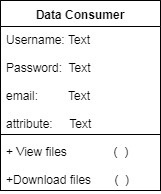 Data Consumer
Username: Text
Password: Text
email: Text
attribute: Text
+ View files ( )
+Download files ( )